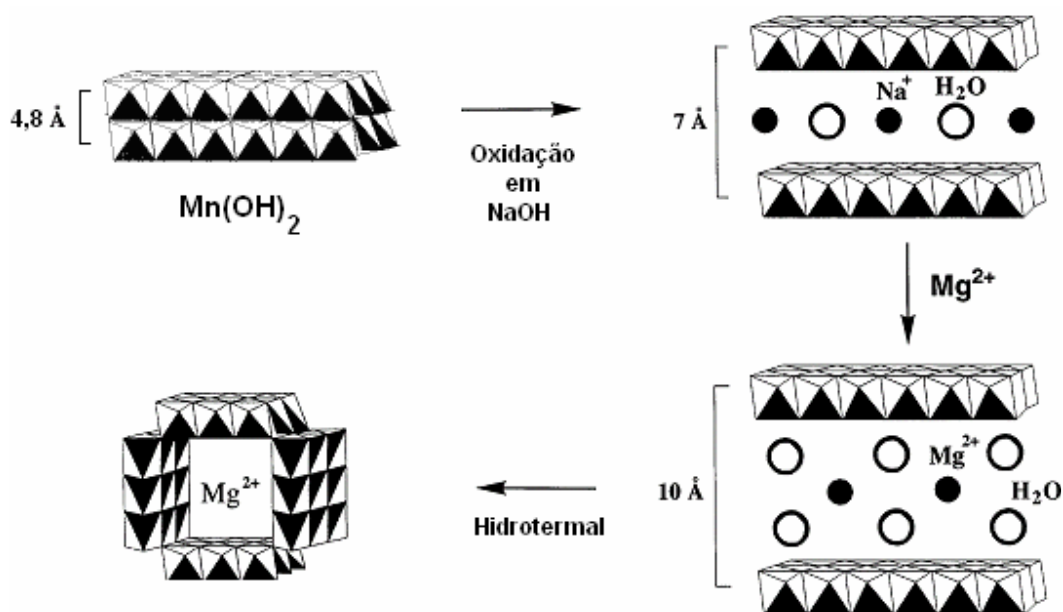 4,8 Å
Mn(OH)₂
Oxidação
em
NaOH
Na⁺ H₂O
7 Å
Mg²⁺
10 Å
Mg²⁺
H₂O
Hidrotermal
Mg²⁺